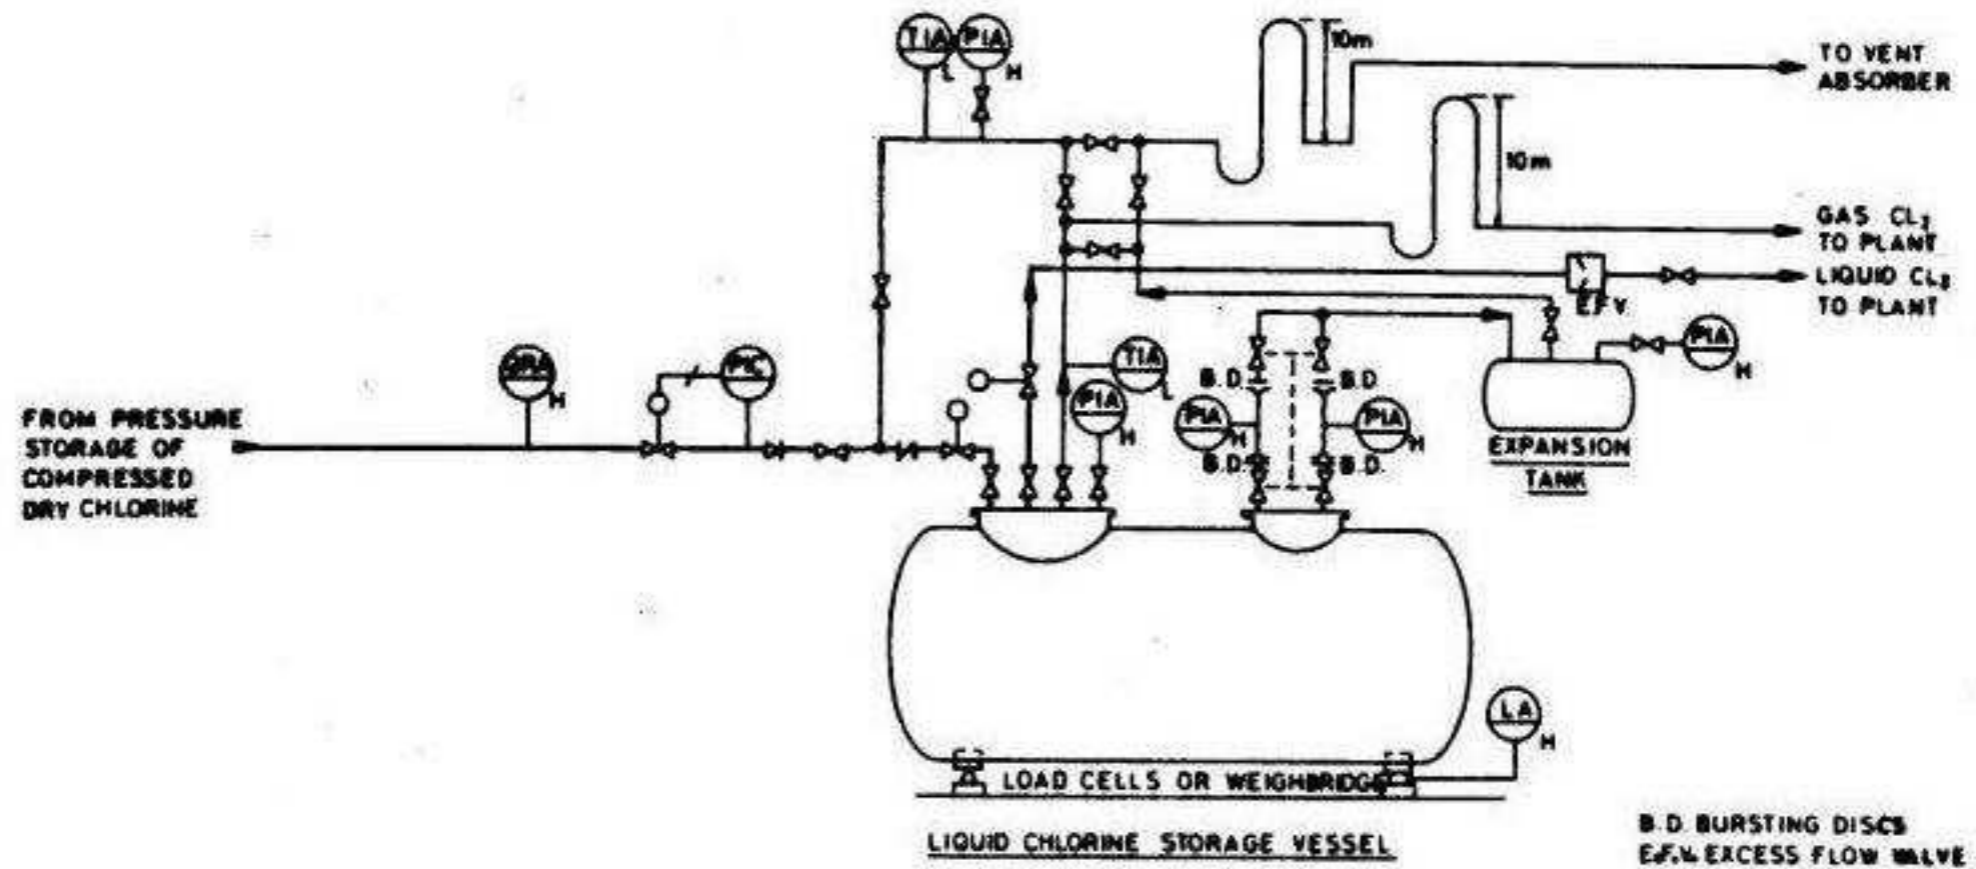 TIA
L
PIA
H
10m
TO VENT
ABSORBER
10m
GAS CL2
TO PLANT
LIQUID CL2
TO PLANT
E.F.V.
PIA
H
EXPANSION
TANK
H
PIC
FROM PRESSURE
STORAGE OF
COMPRESSED
DRY CHLORINE
TIA
L
PIA
H
B.D.
B.D.
PIA
H
PIA
H
B.D.
B.D.
LA
H
LOAD CELLS OR WEIGHBRIDGE
LIQUID CHLORINE STORAGE VESSEL
B.D. BURSTING DISCS
E.F.V. EXCESS FLOW VALVE